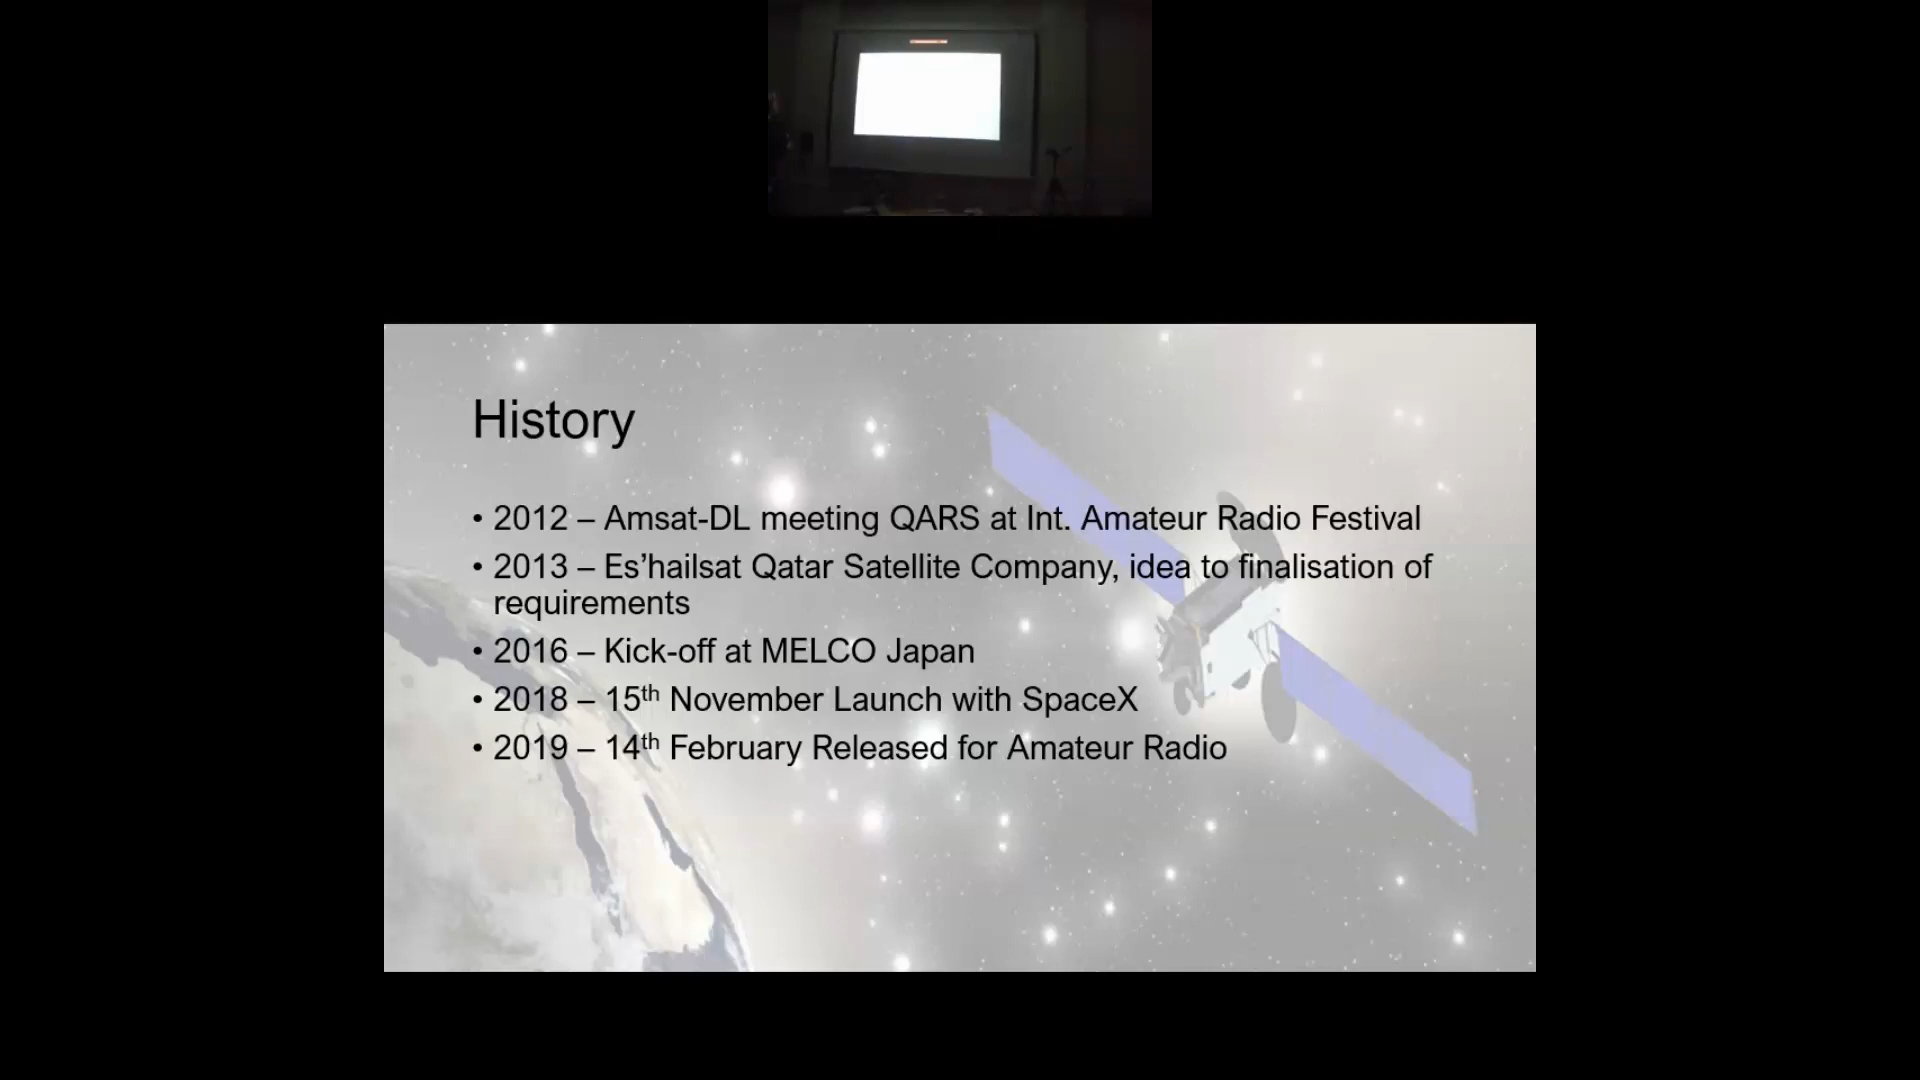 History
• 2012 – Amsat-DL meeting QARS at Int. Amateur Radio Festival
• 2013 – Es’hailsat Qatar Satellite Company, idea to finalisation of
requirements
• 2016 – Kick-off at MELCO Japan
• 2018 – 15th November Launch with SpaceX
• 2019 – 14th February Released for Amateur Radio